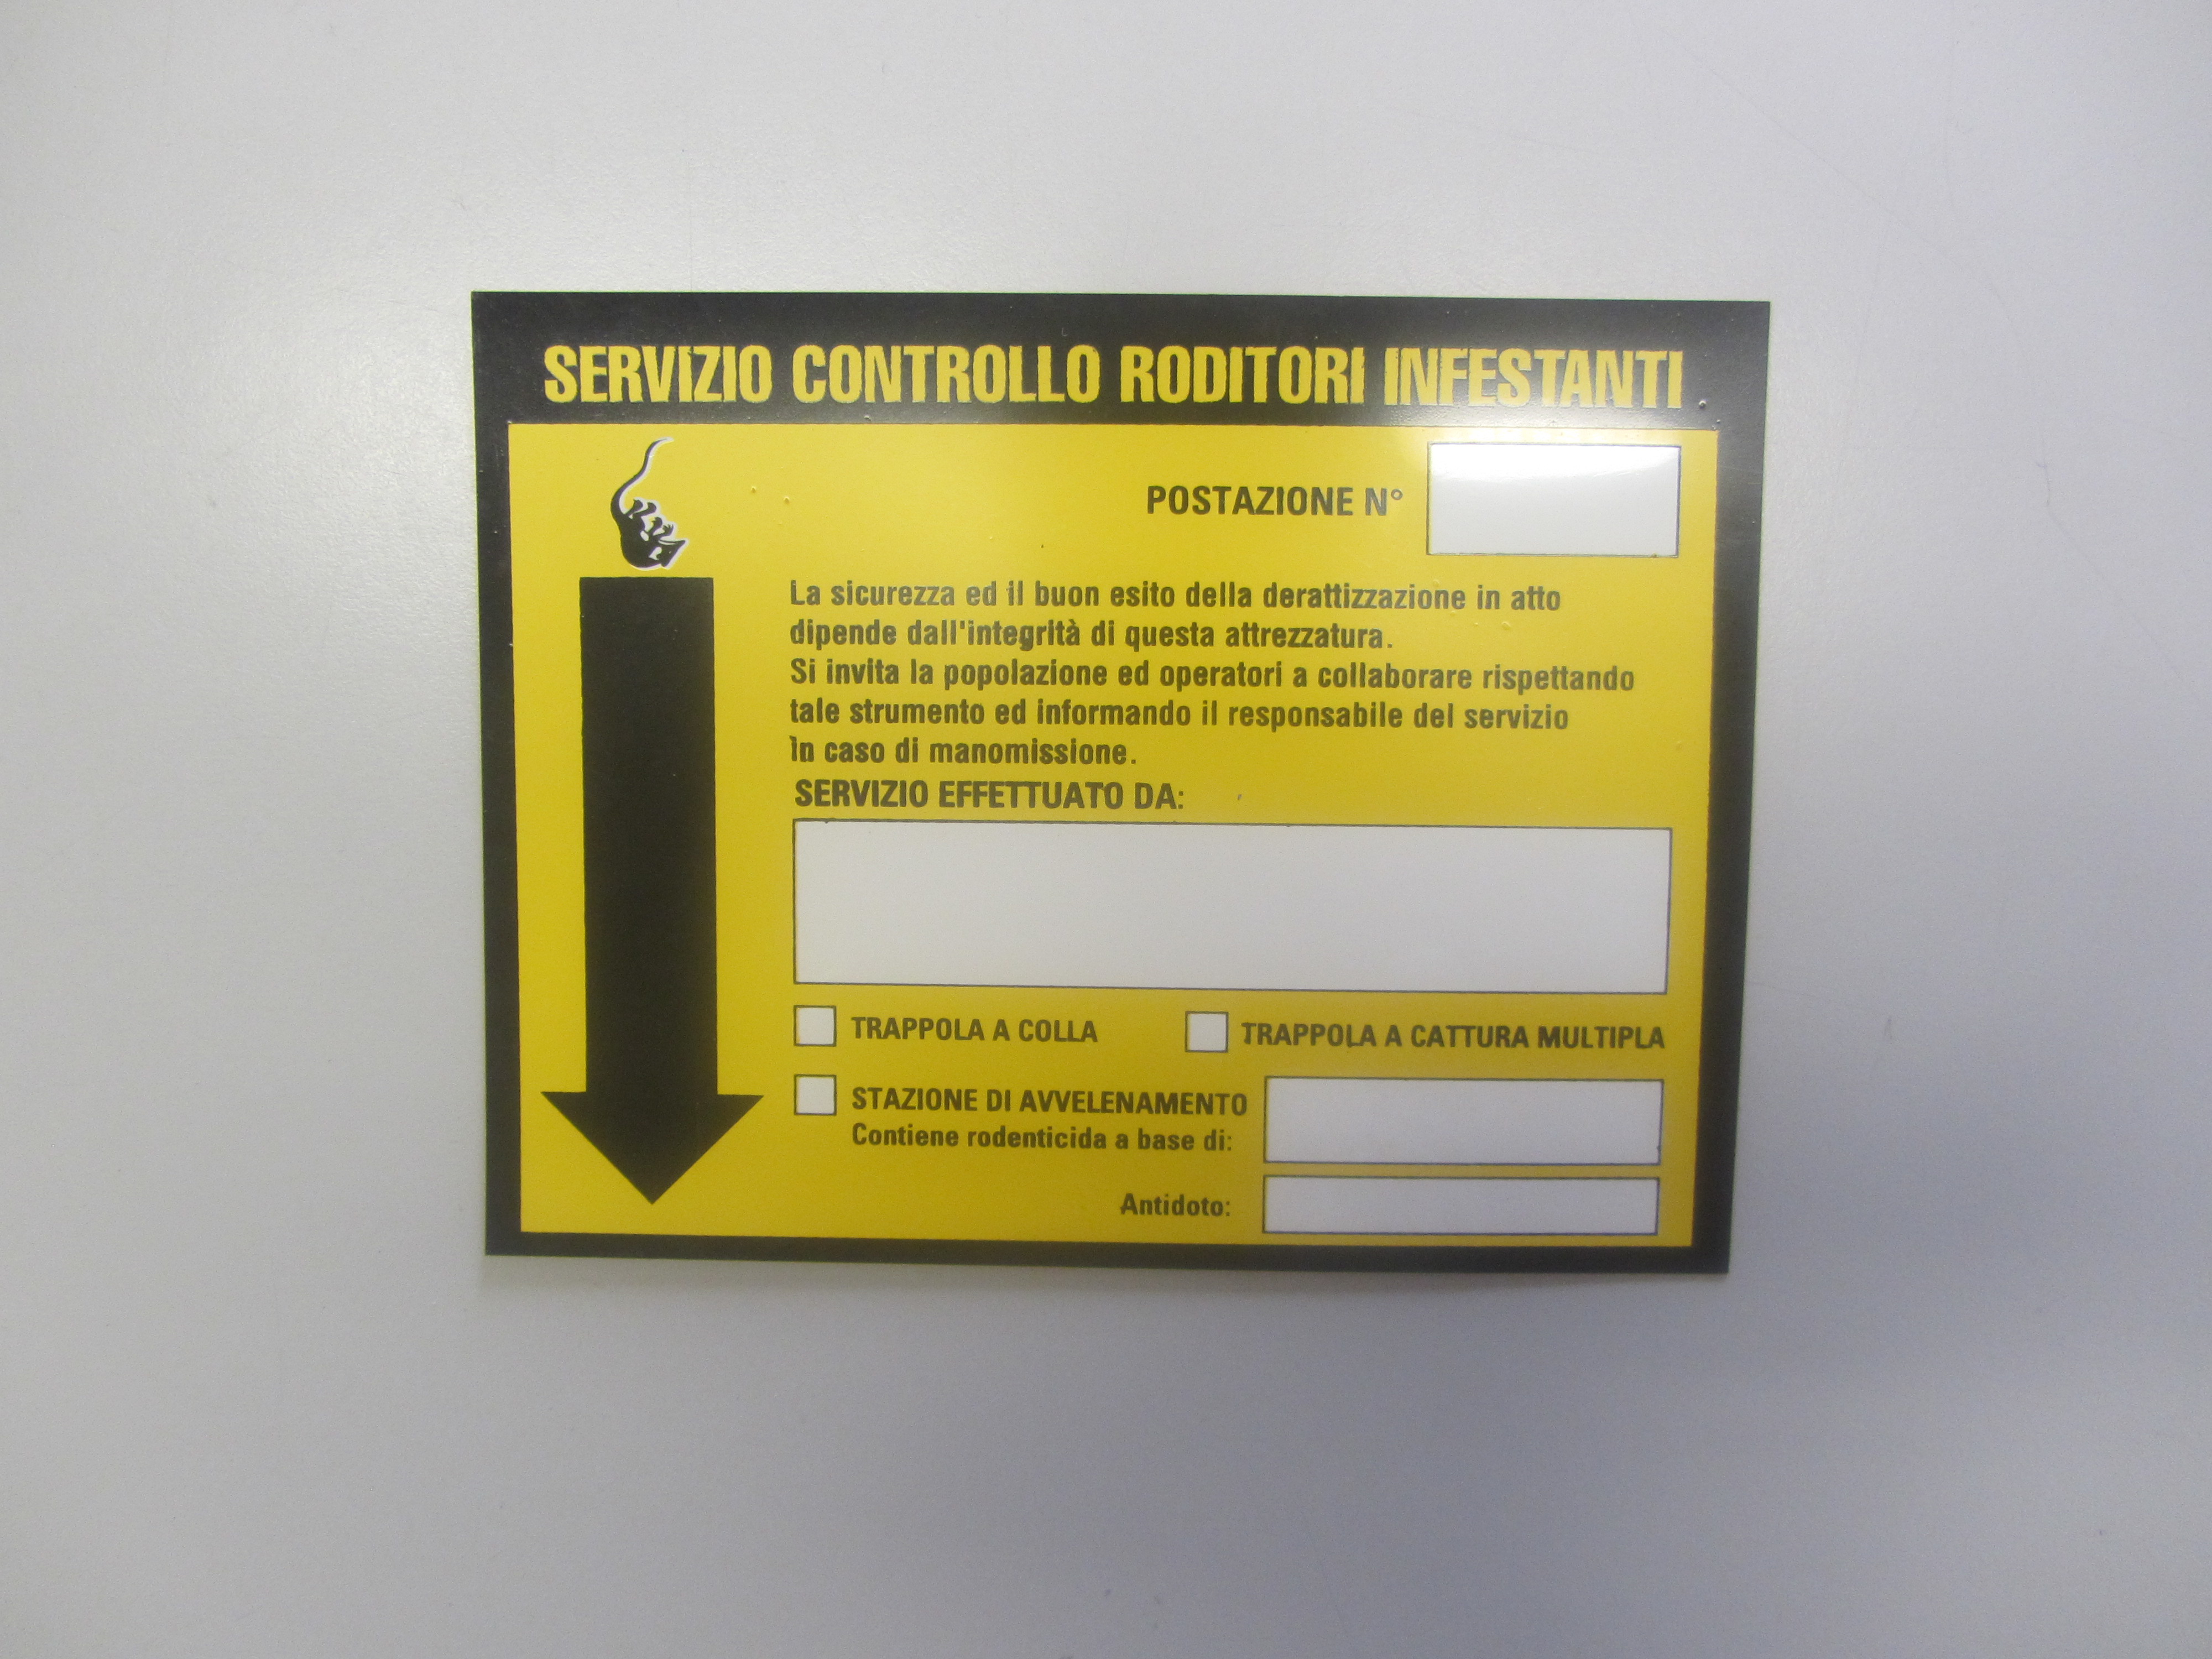 SERVIZIO CONTROLLO RODITORI INFESTANTI
POSTAZIONE N°
La sicurezza ed il buon esito della derattizzazione in atto
dipende dall'integrità di questa attrezzatura.
Si invita la popolazione ed operatori a collaborare rispettando
tale strumento ed informando il responsabile del servizio
in caso di manomissione.
SERVIZIO EFFETTUATO DA:
TRAPPOLA A COLLA
TRAPPOLA A CATTURA MULTIPLA
STAZIONE DI AVVELENAMENTO
Contiene rodenticida a base di:
Antidoto: